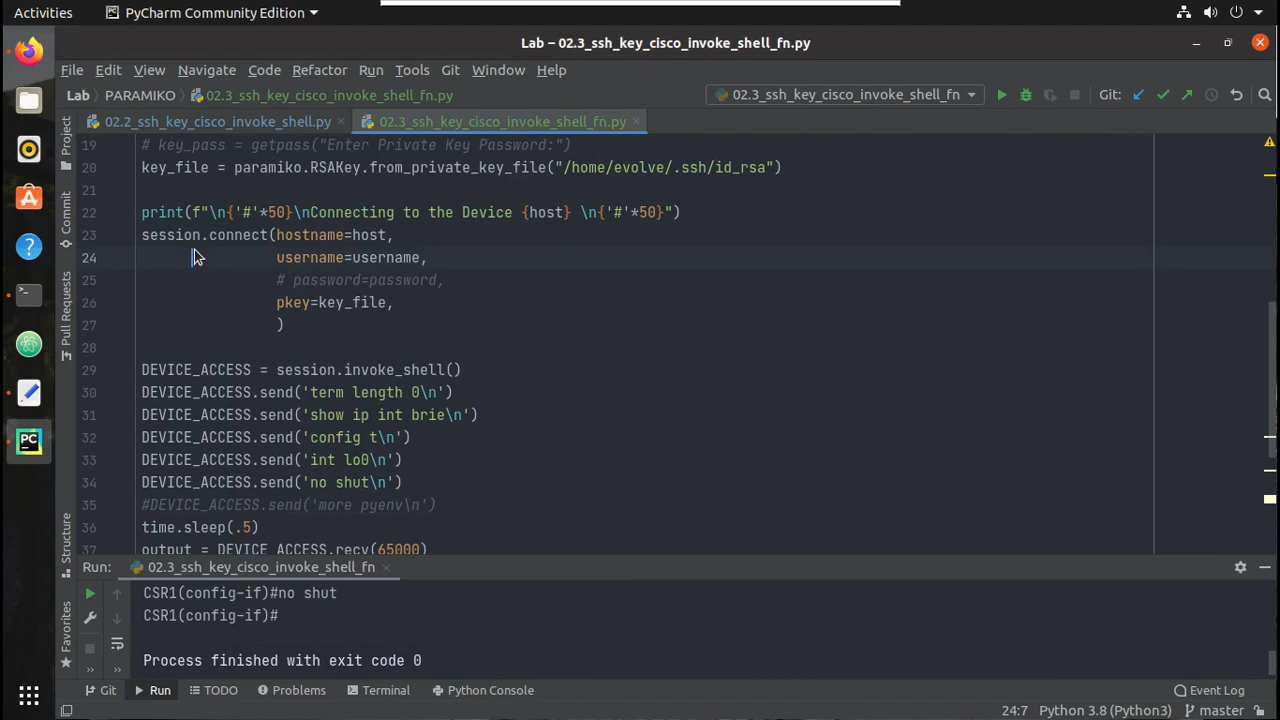 Activities
PyCharm Community Edition
Lab – 02.3_ssh_key_cisco_invoke_shell_fn.py
File Edit View Navigate Code Refactor Run Tools Git Window Help
Lab PARAMIKO 02.3_ssh_key_cisco_invoke_shell_fn.py 02.3_ssh_key_cisco_invoke_shell_fn Git:
02.2_ssh_key_cisco_invoke_shell.py 02.3_ssh_key_cisco_invoke_shell_fn.py
Project
Commit
Pull Requests
Structure
Favorites
19 # key_pass = getpass("Enter Private Key Password:")
20 key_file = paramiko.RSAKey.from_private_key_file("/home/evolve/.ssh/id_rsa")
21
22 print(f"\n{'#'*50}\nConnecting to the Device {host} \n{'#'*50}")
23 session.connect(hostname=host,
24 username=username,
25 # password=password,
26 pkey=key_file,
27 )
28
29 DEVICE_ACCESS = session.invoke_shell()
30 DEVICE_ACCESS.send('term length 0\n')
31 DEVICE_ACCESS.send('show ip int brie\n')
32 DEVICE_ACCESS.send('config t\n')
33 DEVICE_ACCESS.send('int lo0\n')
34 DEVICE_ACCESS.send('no shut\n')
35 #DEVICE_ACCESS.send('more pyenv\n')
36 time.sleep(.5)
37 output = DEVICE_ACCESS.recv(65000)
Run: 02.3_ssh_key_cisco_invoke_shell_fn
CSR1(config-if)#no shut
CSR1(config-if)#
Process finished with exit code 0
Git Run TODO Problems Terminal Python Console Event Log
24:7 Python 3.8 (Python3) master